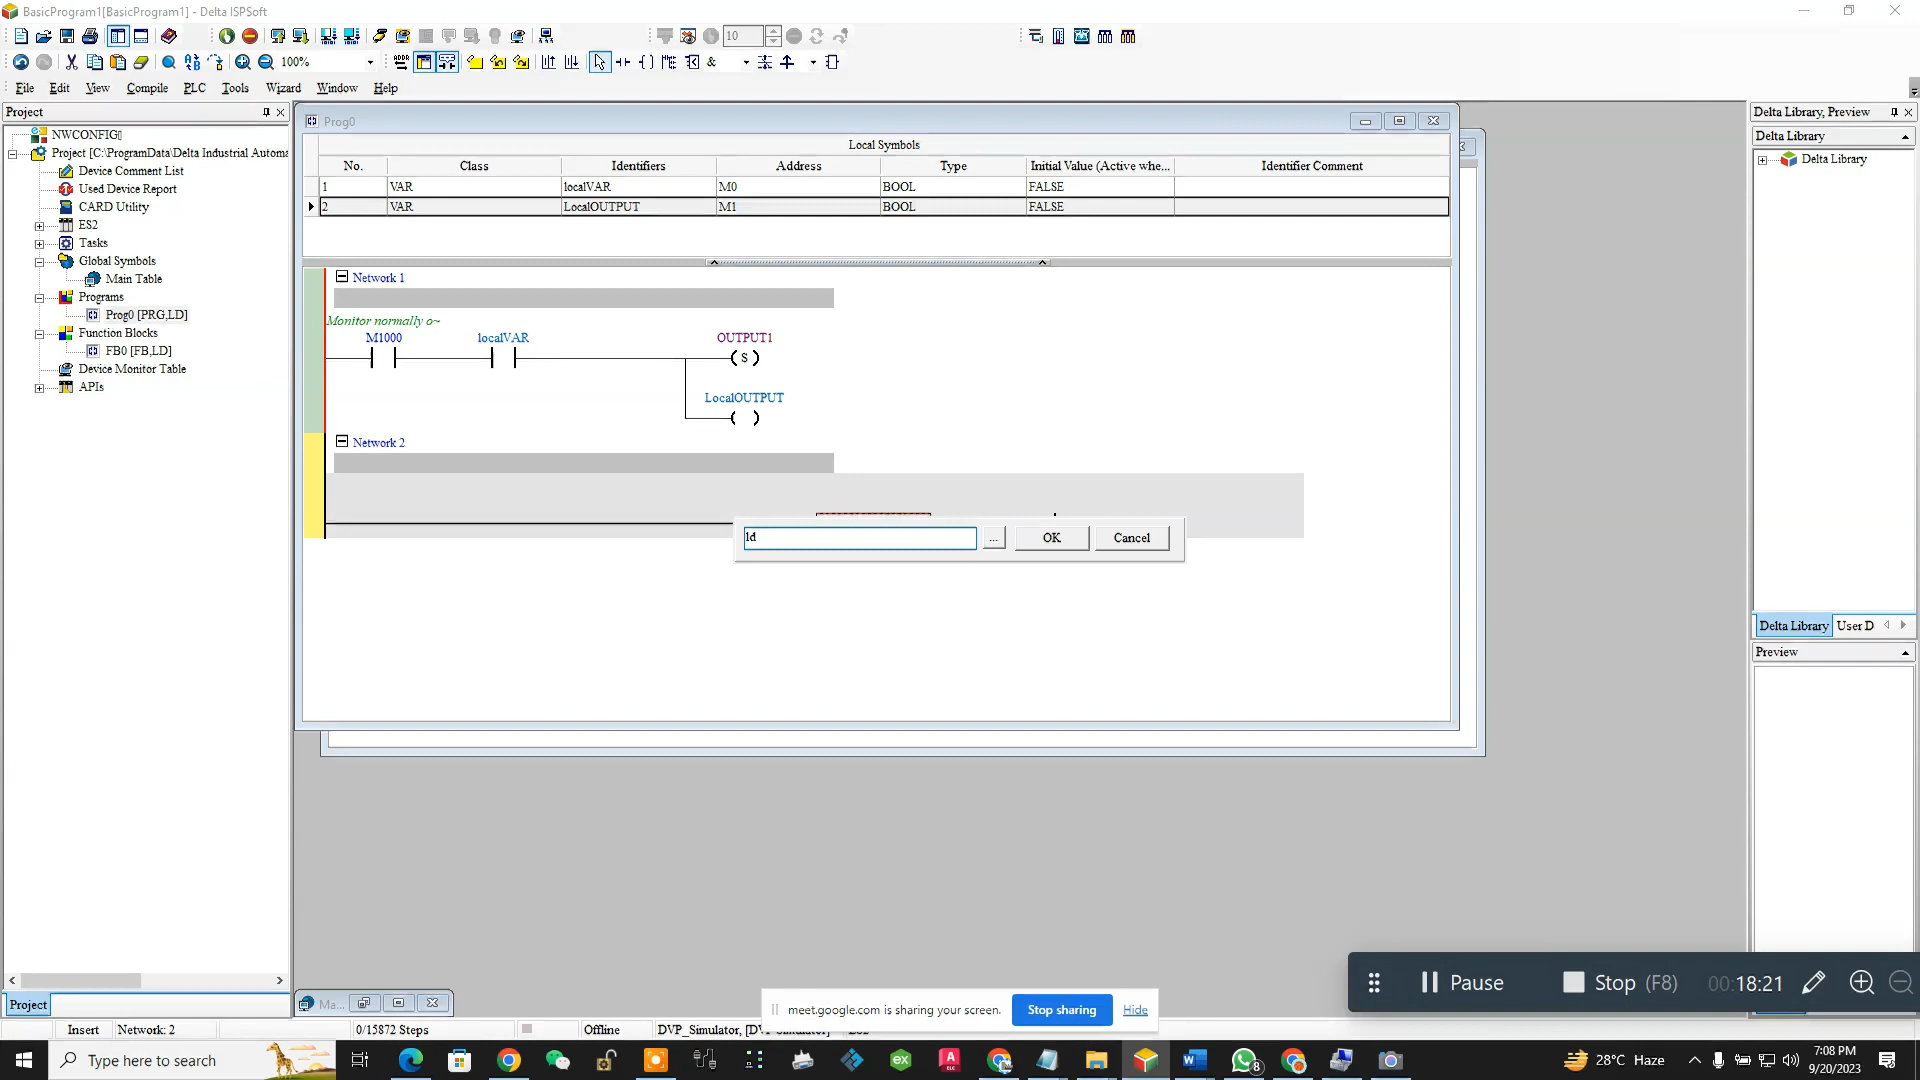 BasicProgram1[BasicProgram1] - Delta ISPSoft
10
100%
&
File Edit View Compile PLC Tools Wizard Window Help
Project
NWCONFIG
Project [C:\ProgramData\Delta Industrial Automa
Device Comment List
Used Device Report
CARD Utility
ES2
Tasks
Global Symbols
Main Table
Programs
Prog0 [PRG,LD]
Function Blocks
FB0 [FB,LD]
Device Monitor Table
APIs
Project
Prog0
Local Symbols
No. Class Identifiers Address Type Initial Value (Active whe... Identifier Comment
1 VAR localVAR M0 BOOL FALSE
2 VAR LocalOUTPUT M1 BOOL FALSE
Network 1
Monitor normally o~
M1000 localVAR OUTPUT1
S
LocalOUTPUT
Network 2
ld ... OK Cancel
Delta Library, Preview
Delta Library
Delta Library
Delta Library User D
Preview
Pause Stop (F8) 00:18:21
Ma...
meet.google.com is sharing your screen. Stop sharing Hide
Insert Network: 2 0/15872 Steps Offline DVP_Simulator, [DV
Type here to search
ex
8
28°C Haze
7:08 PM
9/20/2023